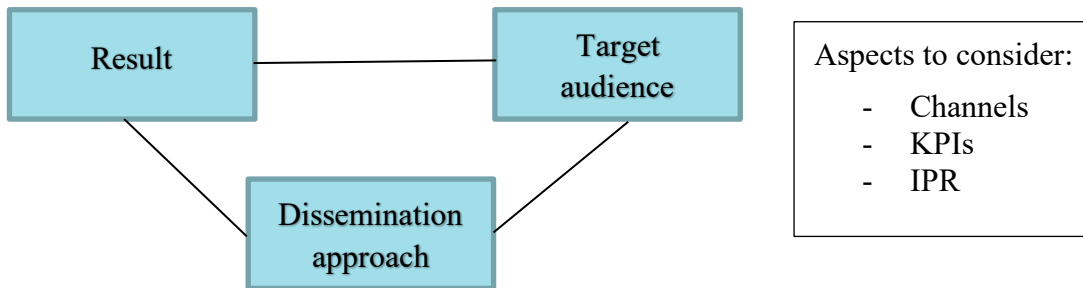 Result
Target
audience
Dissemination
approach
Aspects to consider:
- Channels
- KPIs
- IPR